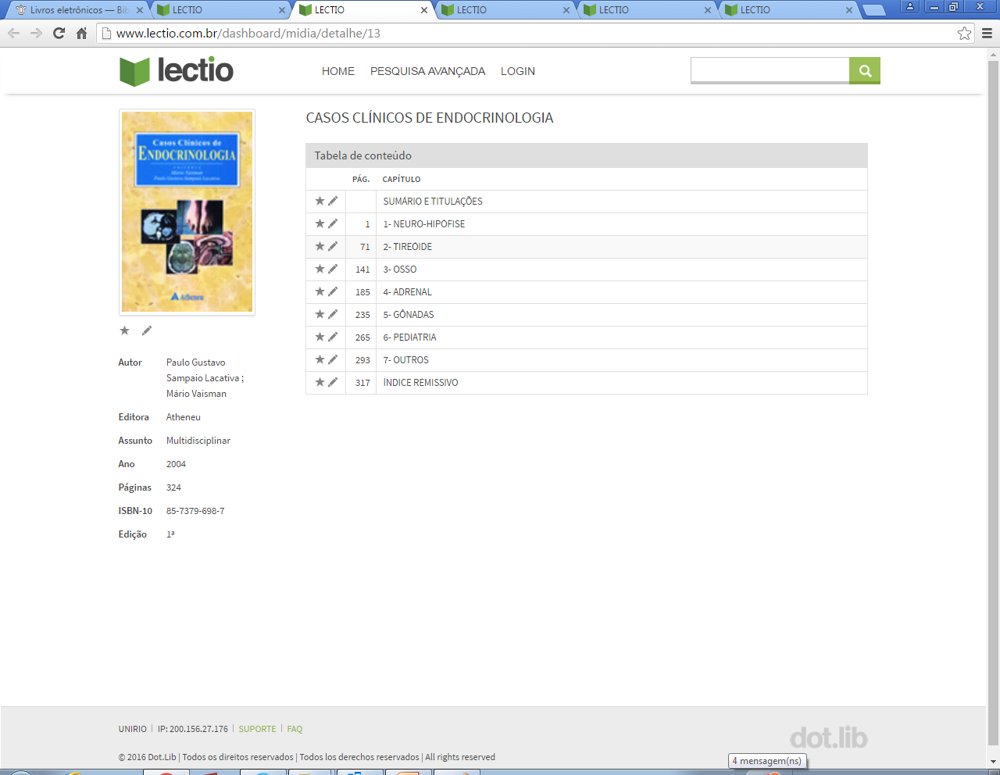 Livros eletrônicos — Bib
LECTIO
LECTIO
LECTIO
LECTIO
LECTIO
www.lectio.com.br/dashboard/midia/detalhe/13
lectio
HOME
PESQUISA AVANÇADA
LOGIN
Casos Clínicos de
ENDOCRINOLOGIA
EDITORES
Mário Vaisman
Paulo Gustavo Sampaio Lacativa
Atheneu
Autor Paulo Gustavo
Sampaio Lacativa ;
Mário Vaisman
Editora Atheneu
Assunto Multidisciplinar
Ano 2004
Páginas 324
ISBN-10 85-7379-698-7
Edição 1ª
CASOS CLÍNICOS DE ENDOCRINOLOGIA
Tabela de conteúdo
PÁG. CAPÍTULO
SUMÁRIO E TITULAÇÕES
1 1- NEURO-HIPÓFISE
71 2- TIREÓIDE
141 3- OSSO
185 4- ADRENAL
235 5- GÔNADAS
265 6- PEDIATRIA
293 7- OUTROS
317 ÍNDICE REMISSIVO
UNIRIO | IP: 200.156.27.176 | SUPORTE | FAQ
dot.lib
© 2016 Dot.Lib | Todos os direitos reservados | Todos los derechos reservados | All rights reserved
4 mensagem(ns)